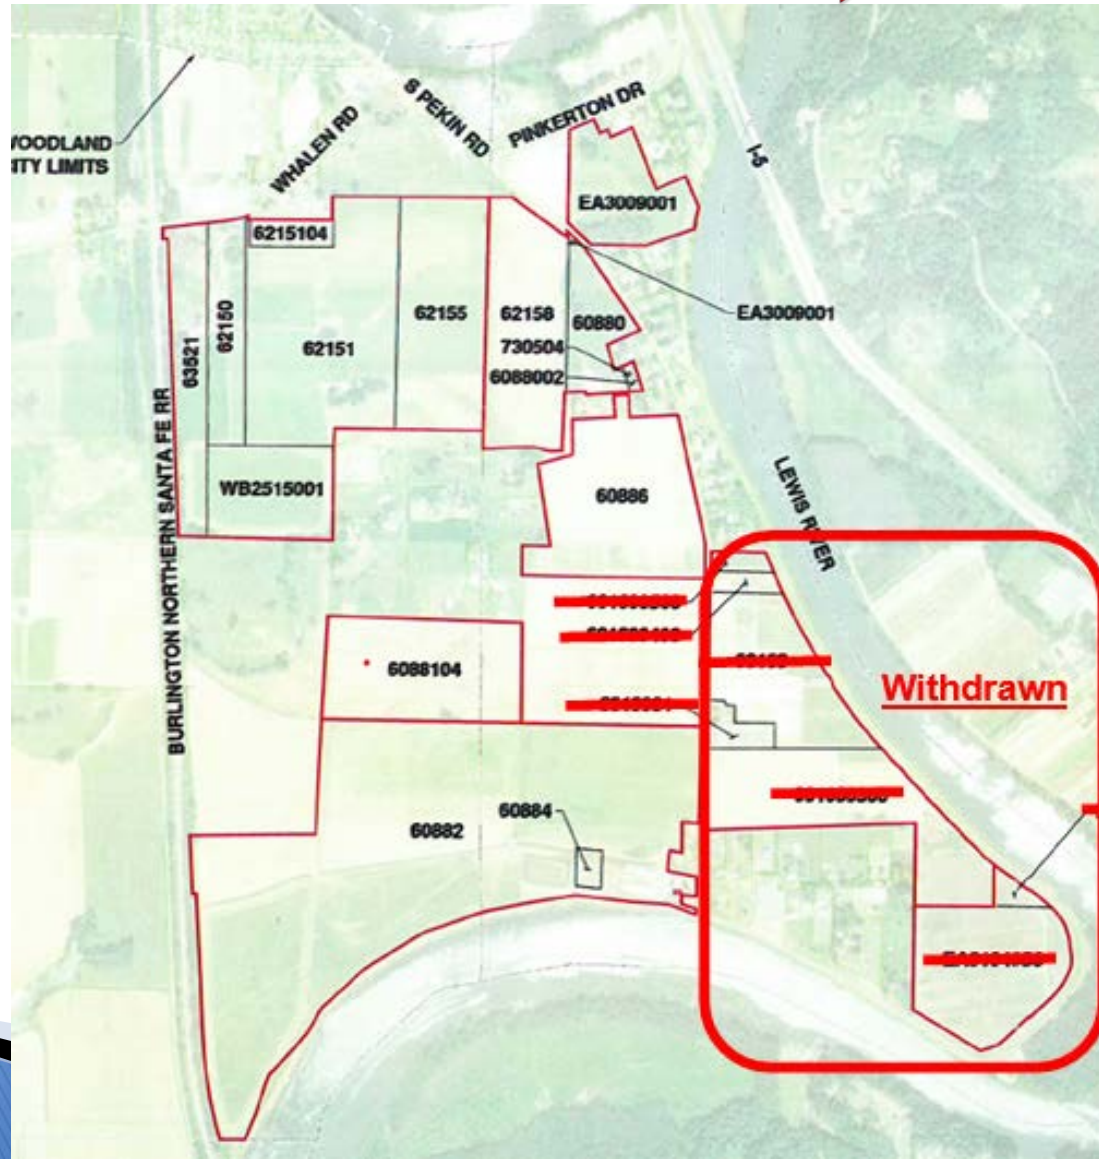 WOODLAND
CITY LIMITS
WHALEN RD
S PEKIN RD
PINKERTON DR
I-5
EA3009001
6215104
63521
62150
62151
62155
62158
60880
EA3009001
730504
6088002
BURLINGTON NORTHERN SANTA FE RR
WB2515001
60886
LEWIS RIVER
6088104
Withdrawn
60884
60882